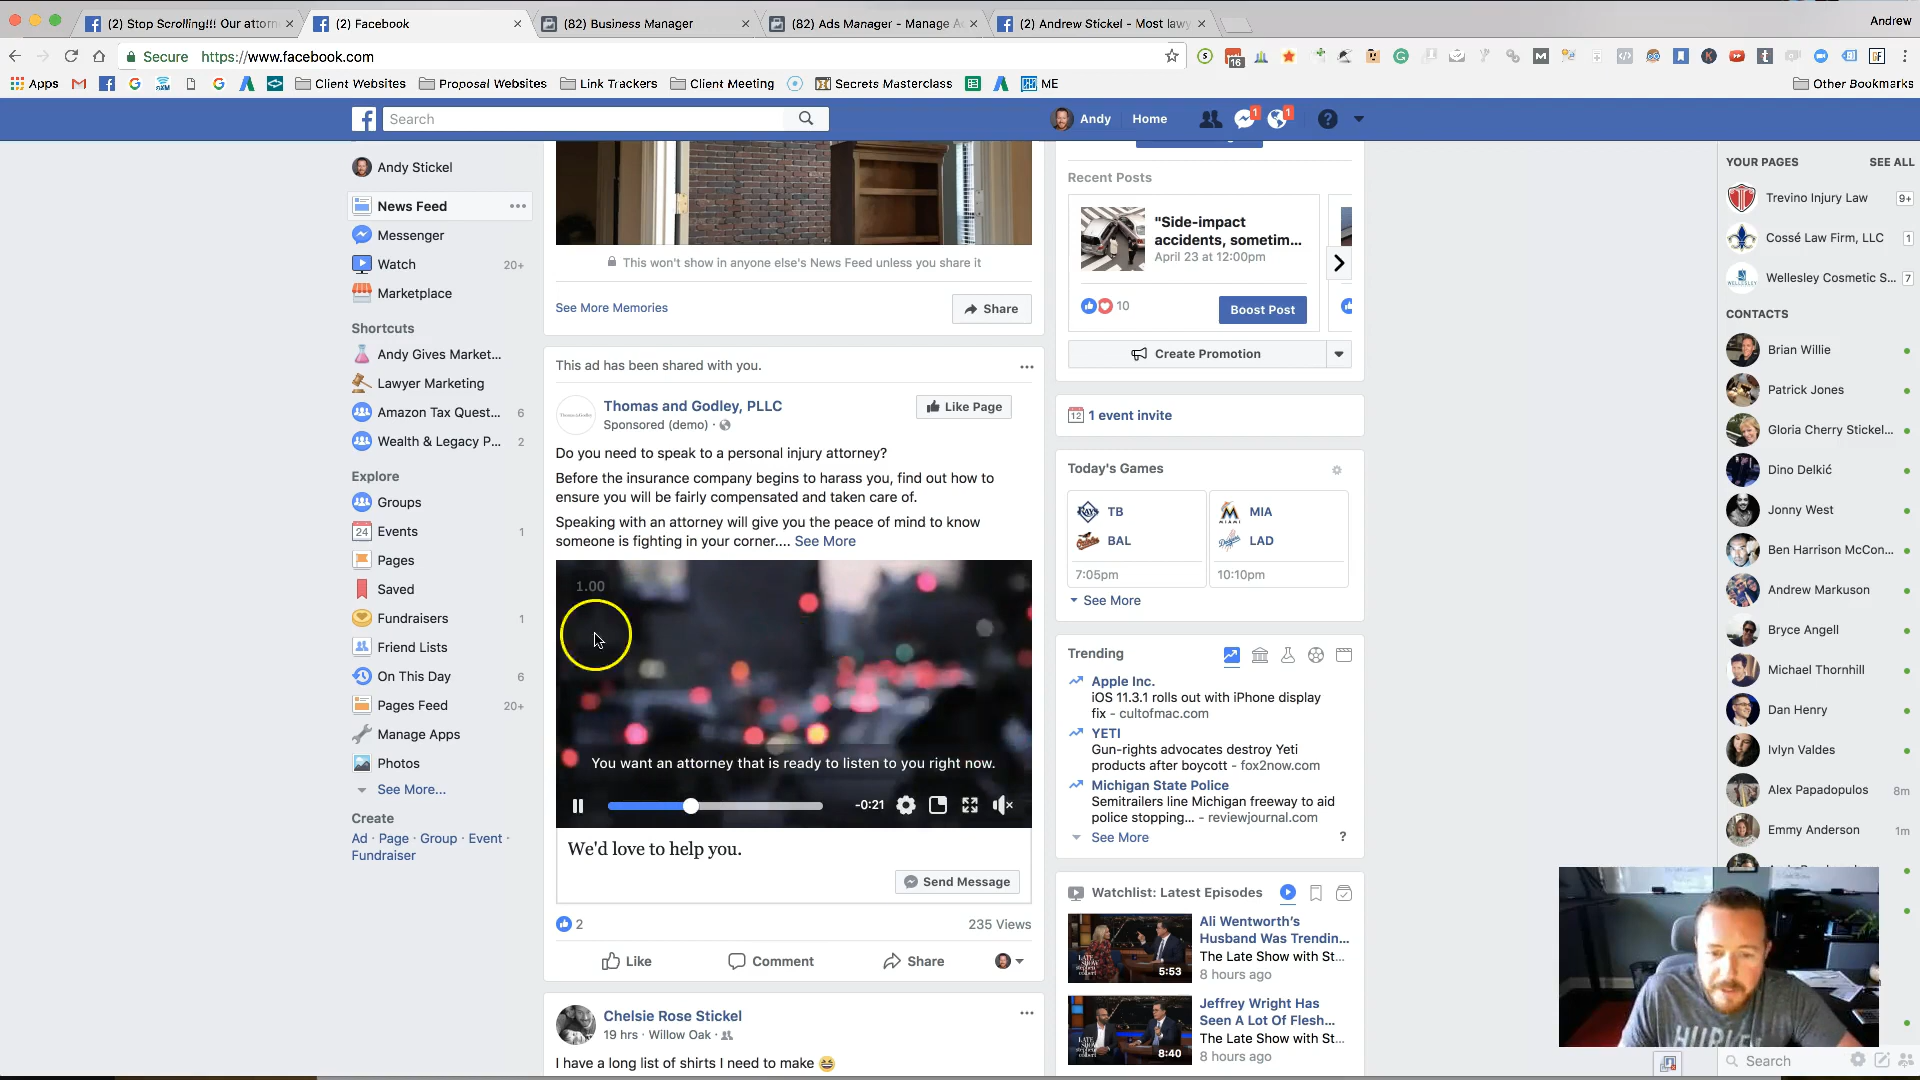 (2) Stop Scrolling!!! Our attorn
(2) Facebook
(82) Business Manager
(82) Ads Manager - Manage A
(2) Andrew Stickel - Most law
Andrew
Secure
https://www.facebook.com
16
Apps
Client Websites
Proposal Websites
Link Trackers
Client Meeting
Secrets Masterclass
ME
Other Bookmarks
Search
Andy
Home
1
1
Andy Stickel
News Feed
Messenger
Watch
20+
Marketplace
Shortcuts
Andy Gives Market...
Lawyer Marketing
Amazon Tax Quest...
6
Wealth & Legacy P...
2
Explore
Groups
24
Events
1
Pages
Saved
Fundraisers
1
Friend Lists
On This Day
6
Pages Feed
20+
Manage Apps
Photos
See More...
Create
Ad · Page · Group · Event ·
Fundraiser
This won't show in anyone else's News Feed unless you share it
See More Memories
Share
This ad has been shared with you.
Thomas and Godley, PLLC
Sponsored (demo) ·
Like Page
Do you need to speak to a personal injury attorney?
Before the insurance company begins to harass you, find out how to
ensure you will be fairly compensated and taken care of.
Speaking with an attorney will give you the peace of mind to know
someone is fighting in your corner.... See More
1.00
You want an attorney that is ready to listen to you right now.
-0:21
We'd love to help you.
Send Message
2
235 Views
Like
Comment
Share
Chelsie Rose Stickel
19 hrs · Willow Oak ·
I have a long list of shirts I need to make
Recent Posts
"Side-impact
accidents, sometim...
April 23 at 12:00pm
10
Boost Post
Create Promotion
12
1 event invite
Today's Games
TB
BAL
7:05pm
MIA
LAD
10:10pm
See More
Trending
Apple Inc.
iOS 11.3.1 rolls out with iPhone display
fix - cultofmac.com
YETI
Gun-rights advocates destroy Yeti
products after boycott - fox2now.com
Michigan State Police
Semitrailers line Michigan freeway to aid
police stopping... - reviewjournal.com
See More
?
Watchlist: Latest Episodes
Ali Wentworth's
Husband Was Trendin...
The Late Show with St...
8 hours ago
5:53
Jeffrey Wright Has
Seen A Lot Of Flesh...
The Late Show with St...
8 hours ago
8:40
YOUR PAGES
SEE ALL
Trevino Injury Law
9+
Cossé Law Firm, LLC
1
Wellesley Cosmetic S...
7
CONTACTS
Brian Willie
Patrick Jones
Gloria Cherry Stickel...
Dino Delkić
Jonny West
Ben Harrison McCon...
Andrew Markuson
Bryce Angell
Michael Thornhill
Dan Henry
Ivlyn Valdes
Alex Papadopulos
8m
Emmy Anderson
1m
HURLEY
Search